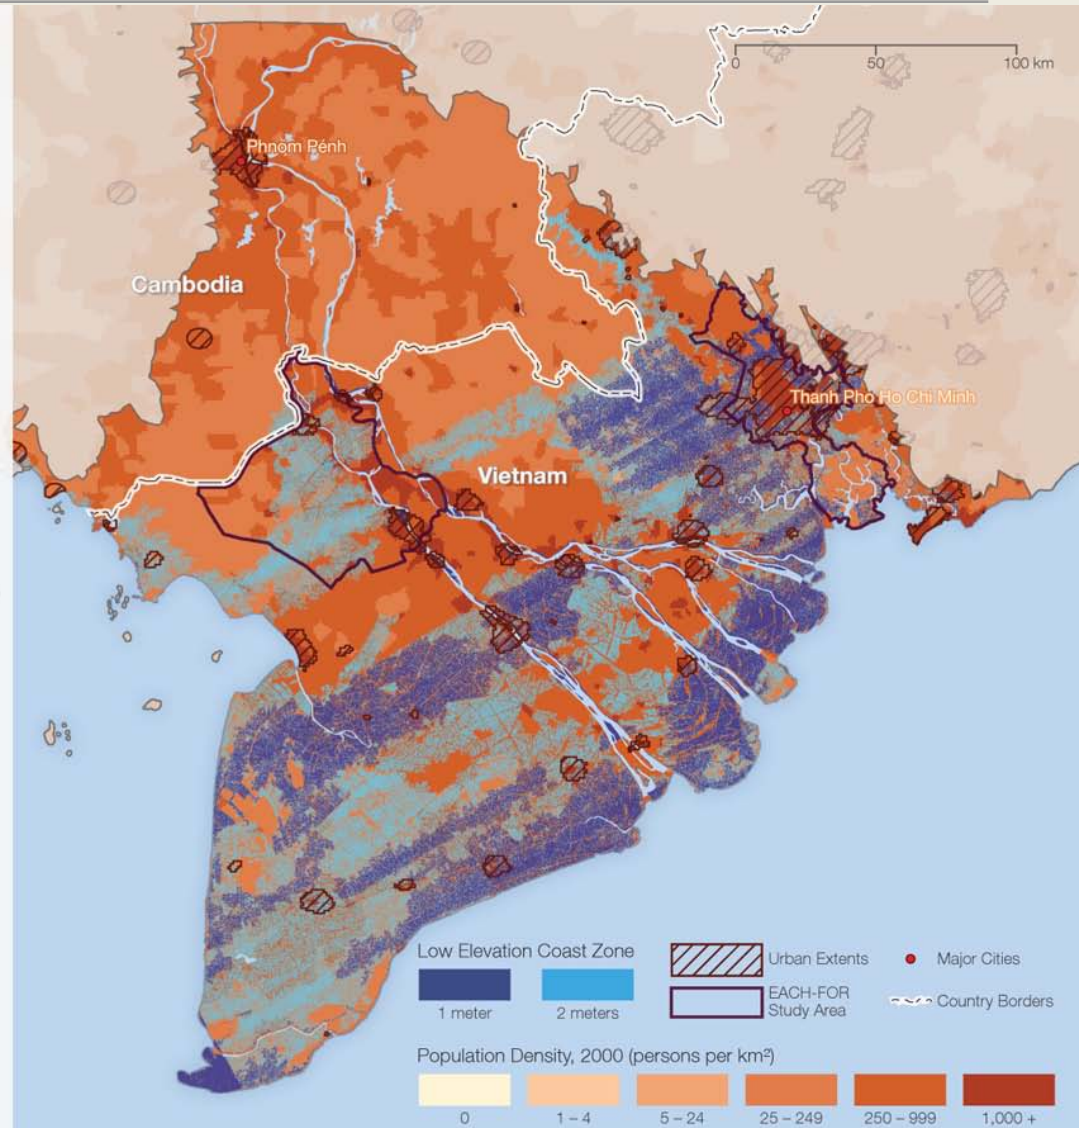 0 50 100 km
Phnom Pénh
Cambodia
Thanh Pho Ho Chi Minh
Vietnam
Low Elevation Coast Zone
1 meter
2 meters
Urban Extents
EACH-FOR
Study Area
Major Cities
Country Borders
Population Density, 2000 (persons per km²)
0
1 – 4
5 – 24
25 – 249
250 – 999
1,000 +